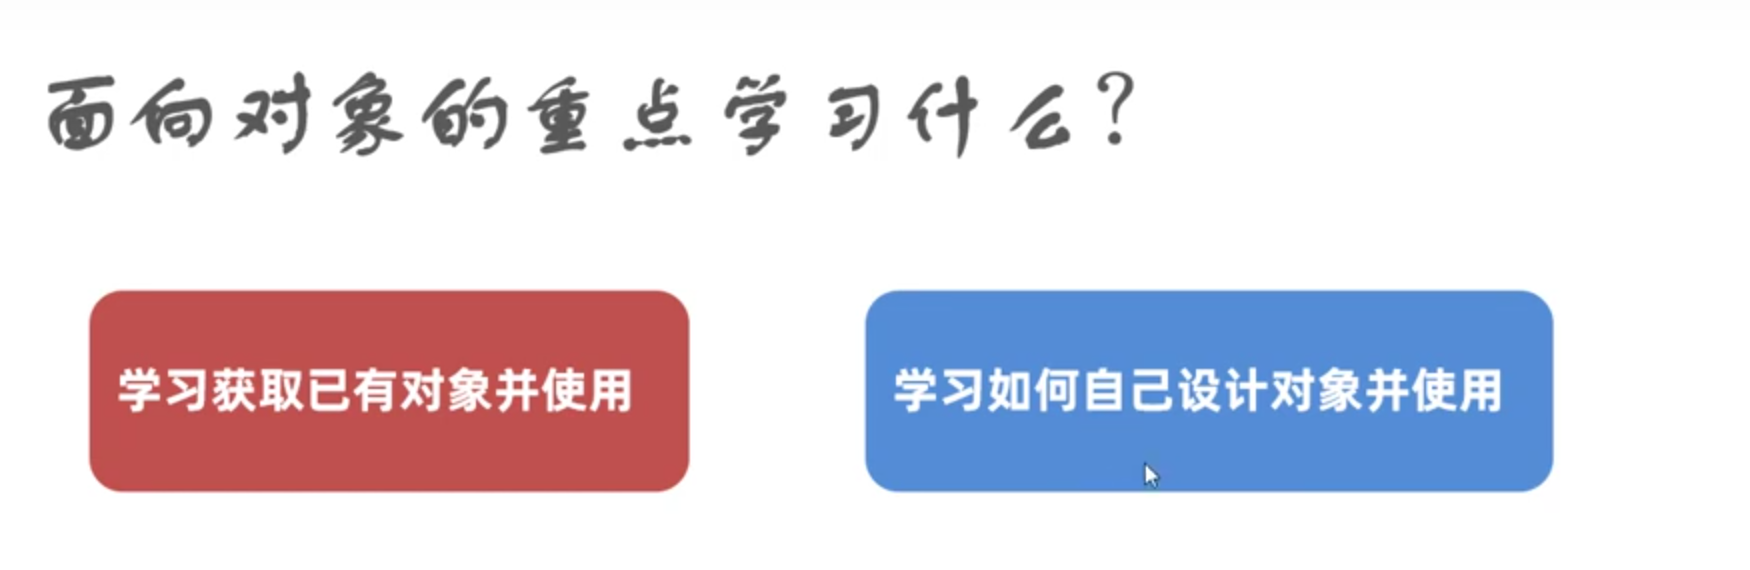 面向对象的重点学习什么？
学习获取已有对象并使用
学习如何自己设计对象并使用